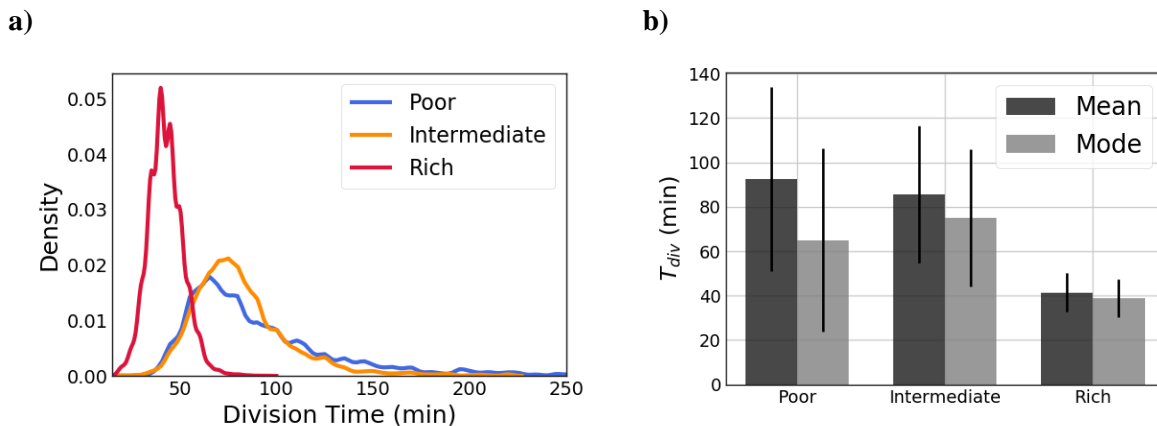 a)
Density
0.05
0.04
0.03
0.02
0.01
0.00
Poor
Intermediate
Rich
50 100 150 200 250
Division Time (min)
b)
T_div (min)
140
120
100
80
60
40
20
0
Mean
Mode
Poor Intermediate Rich